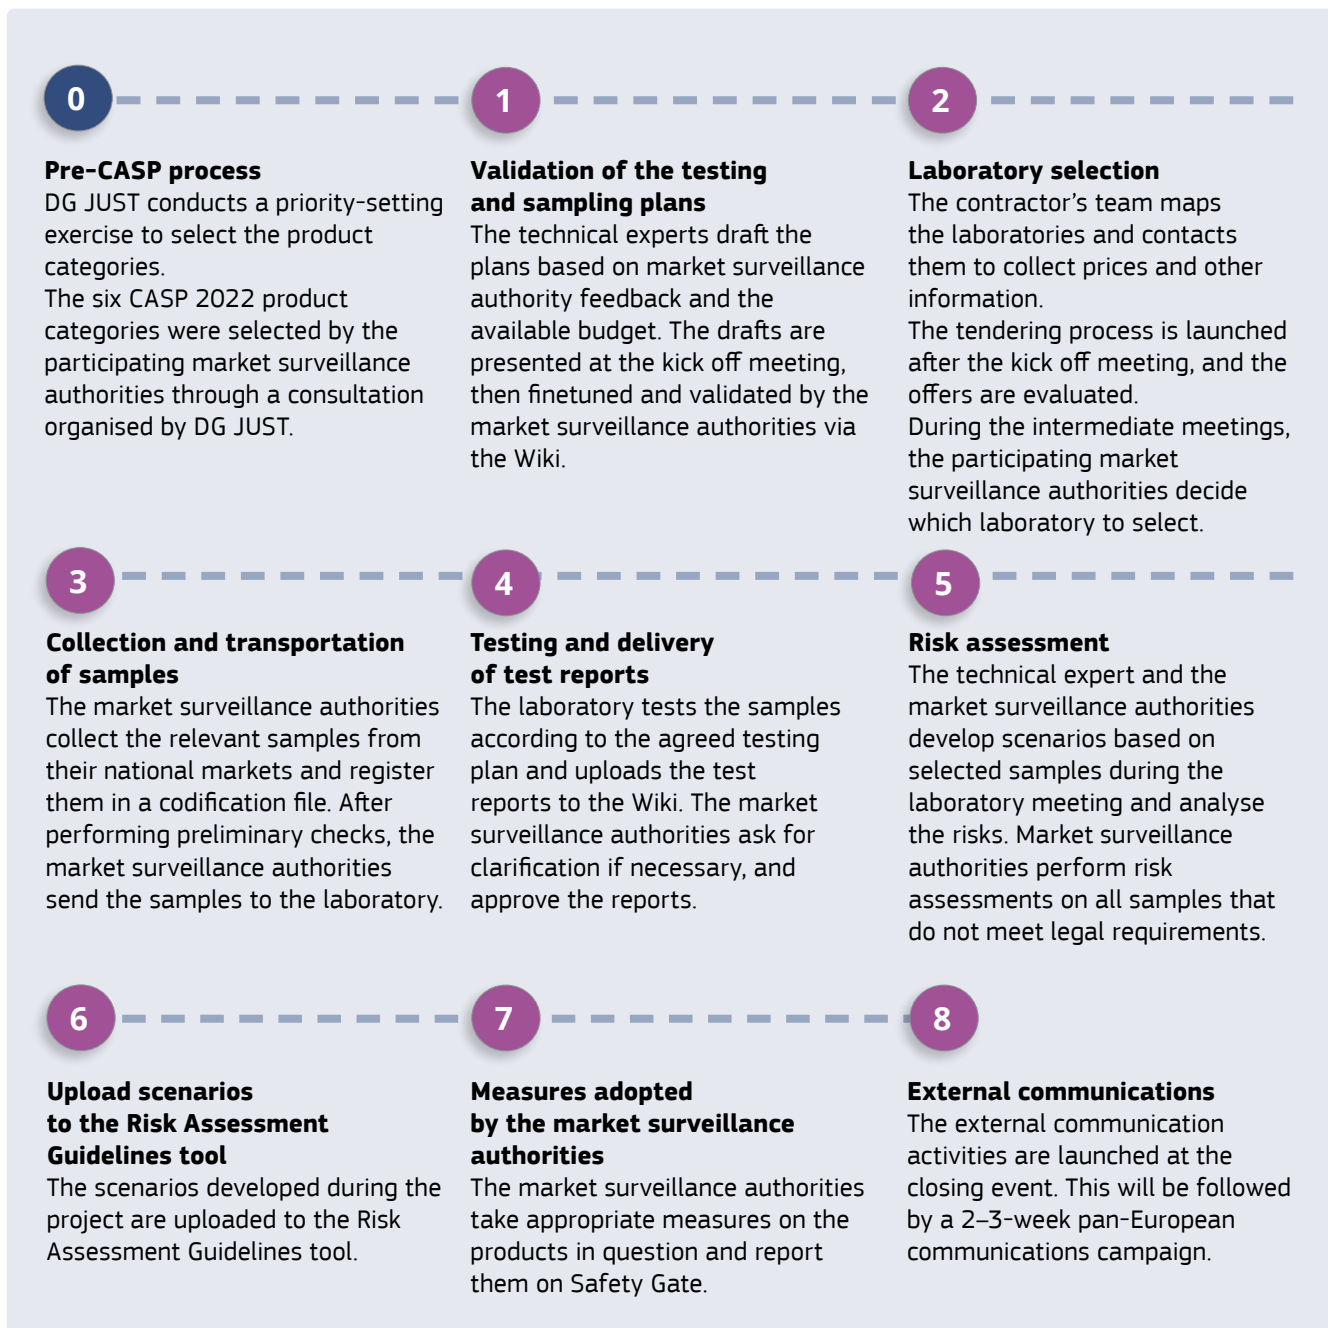 0
Pre-CASP process
DG JUST conducts a priority-setting
exercise to select the product
categories.
The six CASP 2022 product
categories were selected by the
participating market surveillance
authorities through a consultation
organised by DG JUST.
1
Validation of the testing
and sampling plans
The technical experts draft the
plans based on market surveillance
authority feedback and the
available budget. The drafts are
presented at the kick off meeting,
then finetuned and validated by the
market surveillance authorities via
the Wiki.
2
Laboratory selection
The contractor’s team maps
the laboratories and contacts
them to collect prices and other
information.
The tendering process is launched
after the kick off meeting, and the
offers are evaluated.
During the intermediate meetings,
the participating market
surveillance authorities decide
which laboratory to select.
3
Collection and transportation
of samples
The market surveillance authorities
collect the relevant samples from
their national markets and register
them in a codification file. After
performing preliminary checks, the
market surveillance authorities
send the samples to the laboratory.
4
Testing and delivery
of test reports
The laboratory tests the samples
according to the agreed testing
plan and uploads the test
reports to the Wiki. The market
surveillance authorities ask for
clarification if necessary, and
approve the reports.
5
Risk assessment
The technical expert and the
market surveillance authorities
develop scenarios based on
selected samples during the
laboratory meeting and analyse
the risks. Market surveillance
authorities perform risk
assessments on all samples that
do not meet legal requirements.
6
Upload scenarios
to the Risk Assessment
Guidelines tool
The scenarios developed during the
project are uploaded to the Risk
Assessment Guidelines tool.
7
Measures adopted
by the market surveillance
authorities
The market surveillance authorities
take appropriate measures on the
products in question and report
them on Safety Gate.
8
External communications
The external communication
activities are launched at the
closing event. This will be followed
by a 2–3-week pan-European
communications campaign.